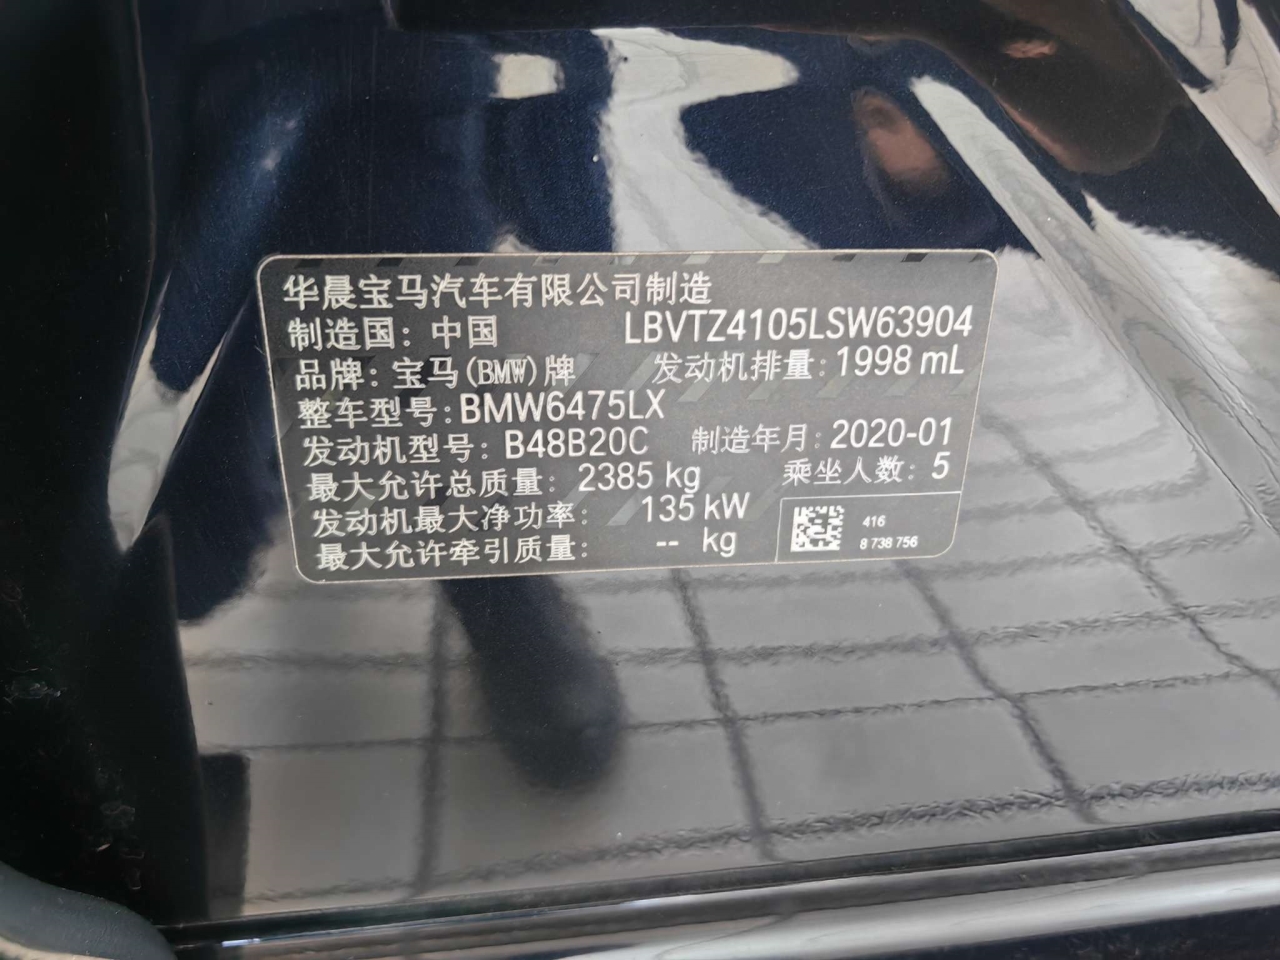 华晨宝马汽车有限公司制造
制造国：中国 LBVTZ4105LSW63904
品牌：宝马(BMW)牌 发动机排量：1998 mL
整车型号：BMW6475LX
发动机型号：B48B20C 制造年月：2020-01
最大允许总质量：2385 kg 乘坐人数：5
发动机最大净功率：135 kW
最大允许牵引质量：-- kg
416
8 738 756